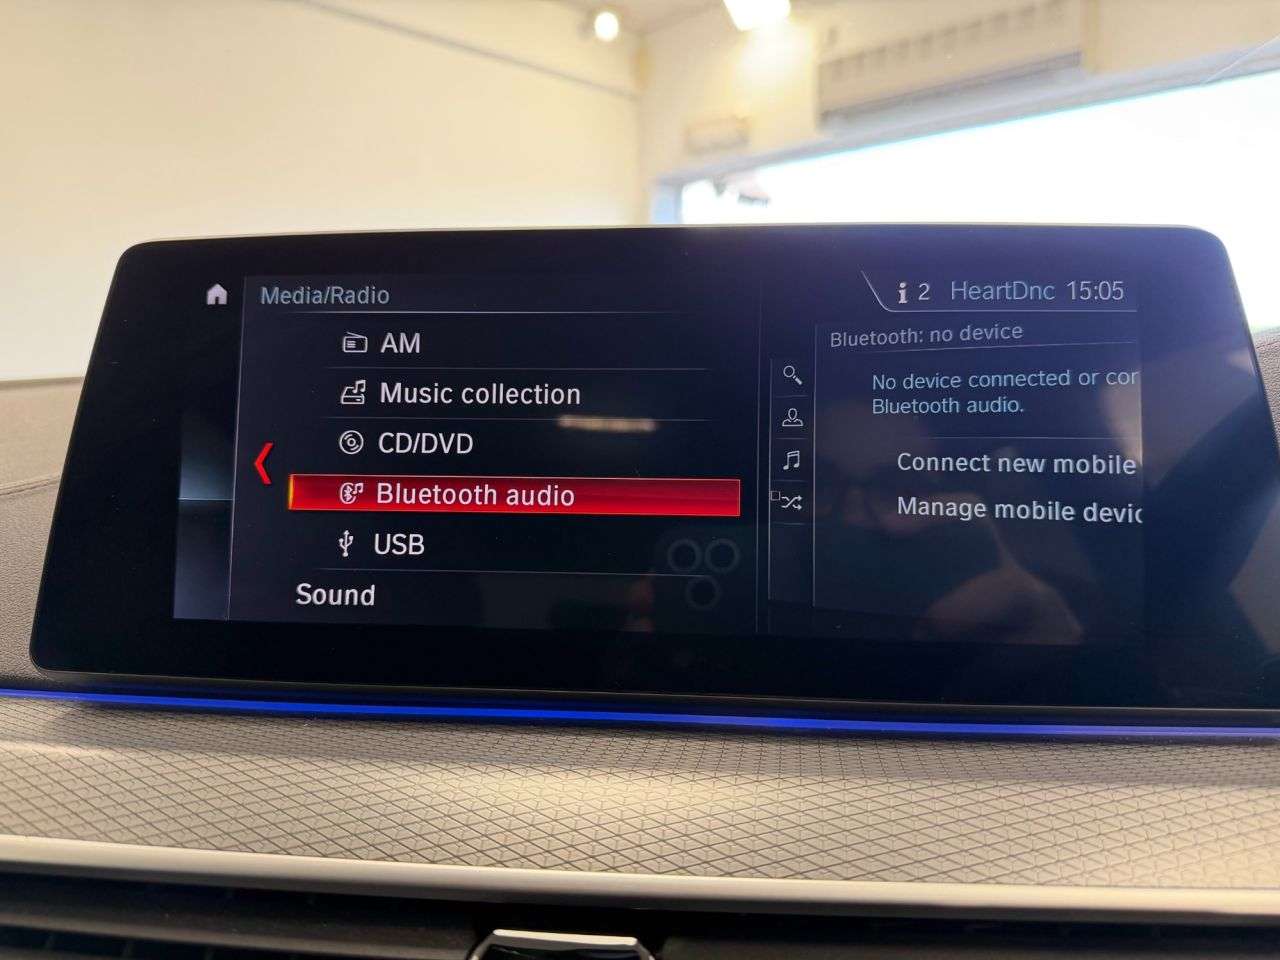 Media/Radio
i 2 HeartDnc 15:05
AM
Music collection
CD/DVD
Bluetooth audio
USB
Sound
Bluetooth: no device
No device connected or cor
Bluetooth audio.
Connect new mobile
Manage mobile devic